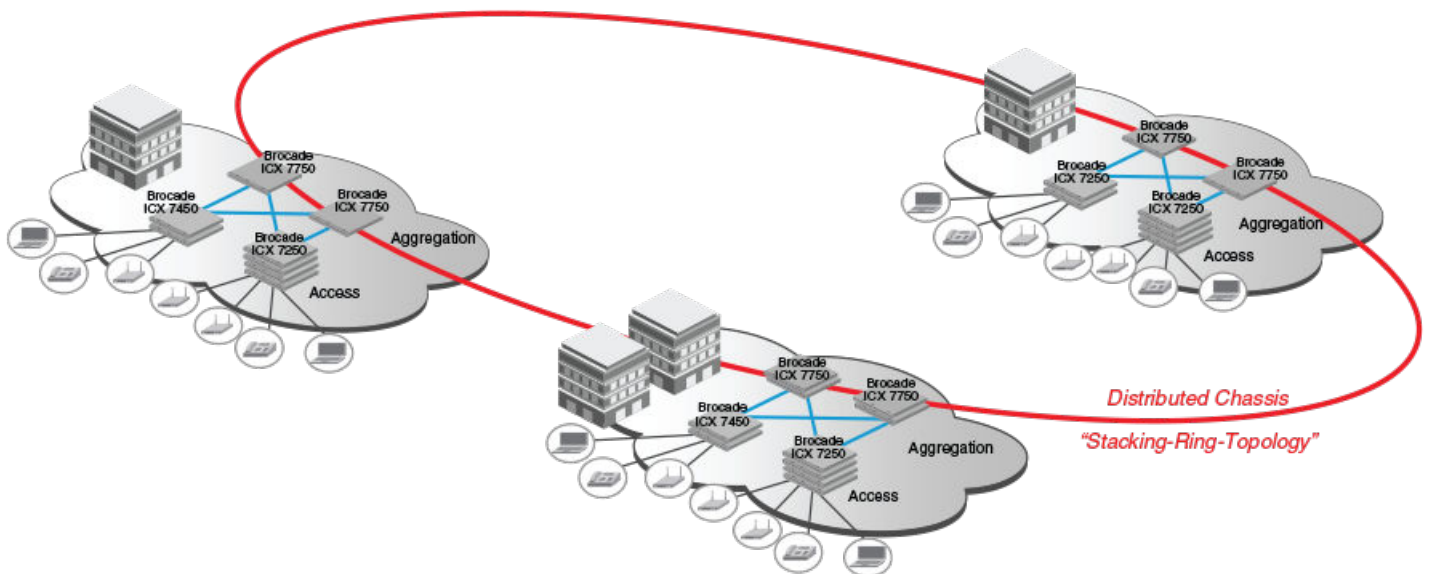 Brocade
ICX 7750
Brocade
ICX 7450
Brocade
ICX 7750
Brocade
ICX 7250
Aggregation
Access
Brocade
ICX 7750
Brocade
ICX 7250
Brocade
ICX 7750
Brocade
ICX 7250
Aggregation
Access
Brocade
ICX 7750
Brocade
ICX 7750
Brocade
ICX 7450
Brocade
ICX 7250
Aggregation
Access
Distributed Chassis
“Stacking-Ring-Topology”